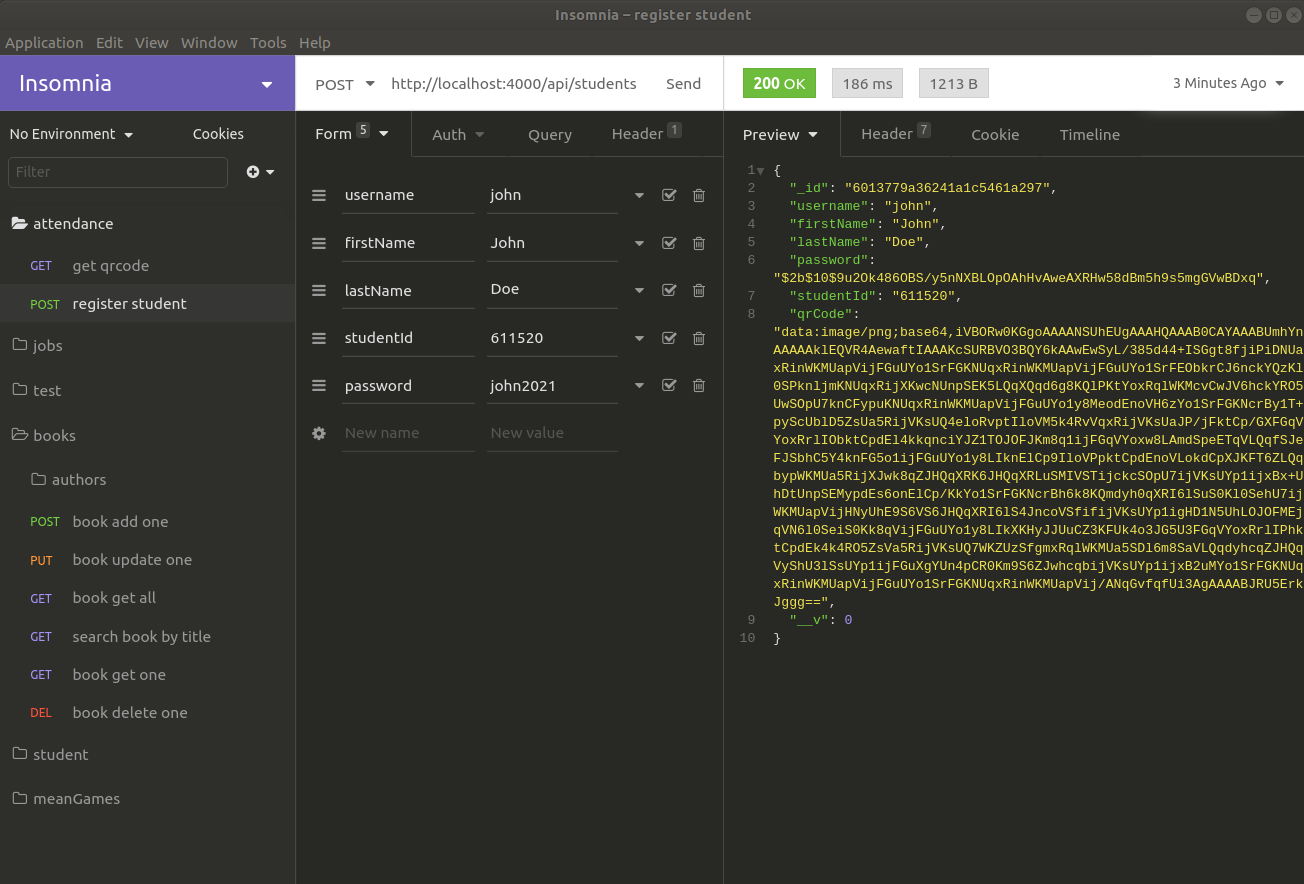 Insomnia – register student
Application Edit View Window Tools Help
Insomnia
POST http://localhost:4000/api/students Send
200 OK 186 ms 1213 B 3 Minutes Ago
No Environment Cookies
Form 5 Auth Query Header 1
Preview Header 7 Cookie Timeline
Filter
attendance
GET get qrcode
POST register student
jobs
test
books
authors
POST book add one
PUT book update one
GET book get all
GET search book by title
GET book get one
DEL book delete one
student
meanGames
username john
firstName John
lastName Doe
studentId 611520
password john2021
New name New value
1 {
2 "_id": "6013779a36241a1c5461a297",
3 "username": "john",
4 "firstName": "John",
5 "lastName": "Doe",
6 "password":
"$2b$10$9u2Ok486OBS/y5nNXBLOpOAhHvAweAXRHw58dBm5h9s5mgGVwBDxq",
7 "studentId": "611520",
8 "qrCode":
"data:image/png;base64,iVBORw0KGgoAAAANSUhEUgAAAHQAAAB0CAYAAABUmhYn
AAAAAklEQVR4AewaftIAAAKcSURBVO3BQY6kAAwEwSyL/385d44+ISGgt8fjiPiDNUa
xRinWKMUapVijFGuUYo1SrFGKNUqxRinWKMUapVijFGuUYo1SrFEObkrCJ6nckYQzKl
0SPknljmKNUqxRijXKwcNUnpSEK5LQqXQqd6g8KQlPKtYoxRqlWKMcvCwJV6hckYRO5
UwSOpU7knCFypuKNUqxRinWKMUapVijFGuUYo1y8MeodEnoVH6zYo1SrFGKNcrBy1T+
pyScUblD5ZsUa5RijVKsUQ4eloRvptIloVM5k4RvVqxRijVKsUaJP/jFktCp/GXFGqV
YoxRrlIObktCpdEl4kkqnciYJZ1TOJOFJKm8q1ijFGqVYoxw8LAmdSpeETqVLQqfSJe
FJSbhC5Y4knFG5o1ijFGuUYo1y8LIknElCp9IloVPpktCpdEnoVLokdCpXJKFT6ZLQq
bypWKMUa5RijXJwk8qZJHQqXRK6JHQqXRLuSMIVSTijckcSOpU7ijVKsUYp1ijxBx+U
hDtUnpSEMypdEs6onElCp/KkYo1SrFGKNcrBh6k8KQmdyh0qXRI6lSuS0Kl0SehU7ij
WKMUapVijHNyUhE9S6VS6JHQqXRI6lS4JncoVSfifijVKsUYp1igHD1N5UhLOJOFMEj
qVN6l0SeiS0Kk8qVijFGuUYo1y8LIkXKHyJJUuCZ3KFUk4o3JG5U3FGqVYoxRrlIPhk
tCpdEk4k4RO5ZsVa5RijVKsUQ7WKZUzSfgmxRqlWKMUa5SDl6m8SaVLQqdyhcqZJHQq
VyShU3lSsUYp1ijFGuXgYUn4pCR0Km9S6ZJwhcqbijVKsUYp1ijxB2uMYo1SrFGKNUq
xRinWKMUapVijFGuUYo1SrFGKNUqxRinWKMUapVij/ANqGvfqfUi3AgAAAABJRU5Erk
Jggg==",
9 "__v": 0
10 }